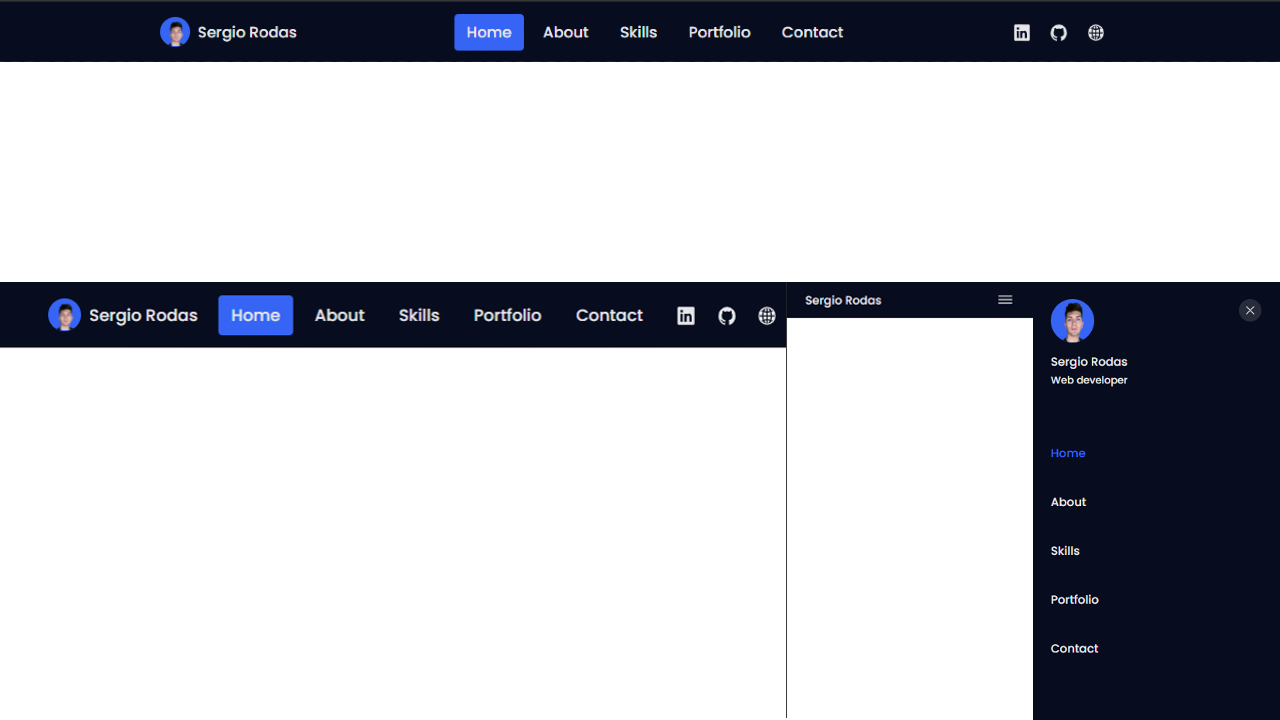 Sergio Rodas Home About Skills Portfolio Contact
Sergio Rodas Home About Skills Portfolio Contact
Sergio Rodas
Sergio Rodas
Web developer
Home
About
Skills
Portfolio
Contact